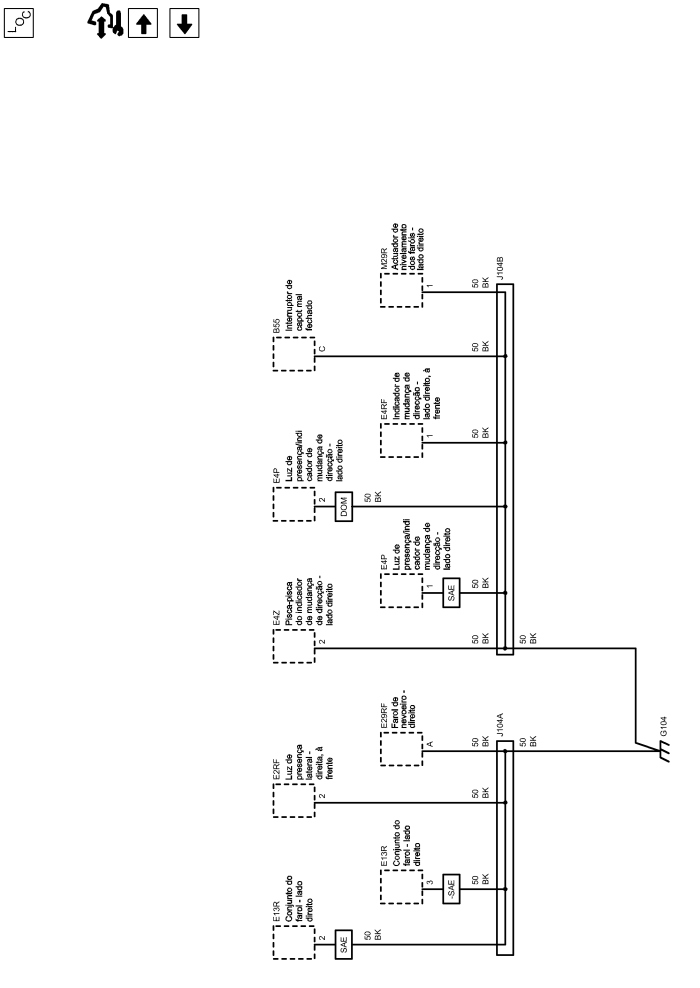 LOC
M29R
Actuador de
nivelamento
dos faróis -
lado direito
1
50
BK
J104B
B55
Interruptor de
capot mal
fechado
C
50
BK
E4RF
Indicador de
mudança de
direcção -
lado direito, à
frente
1
50
BK
E4P
Luz de
presença/indi
cador de
mudança de
direcção -
lado direito
2
DOM
50
BK
E4P
Luz de
presença/indi
cador de
mudança de
direcção -
lado direito
1
SAE
50
BK
E4Z
Pisca-pisca
do indicador
de mudança
de direcção -
lado direito
2
50
BK
50
BK
E29RF
Farol de
nevoeiro -
direito
A
50
BK
J104A
50
BK
G104
E2RF
Luz de
presença
lateral -
direita, à
frente
2
50
BK
E13R
Conjunto do
farol - lado
direito
3
-SAE
50
BK
E13R
Conjunto do
farol - lado
direito
2
SAE
50
BK